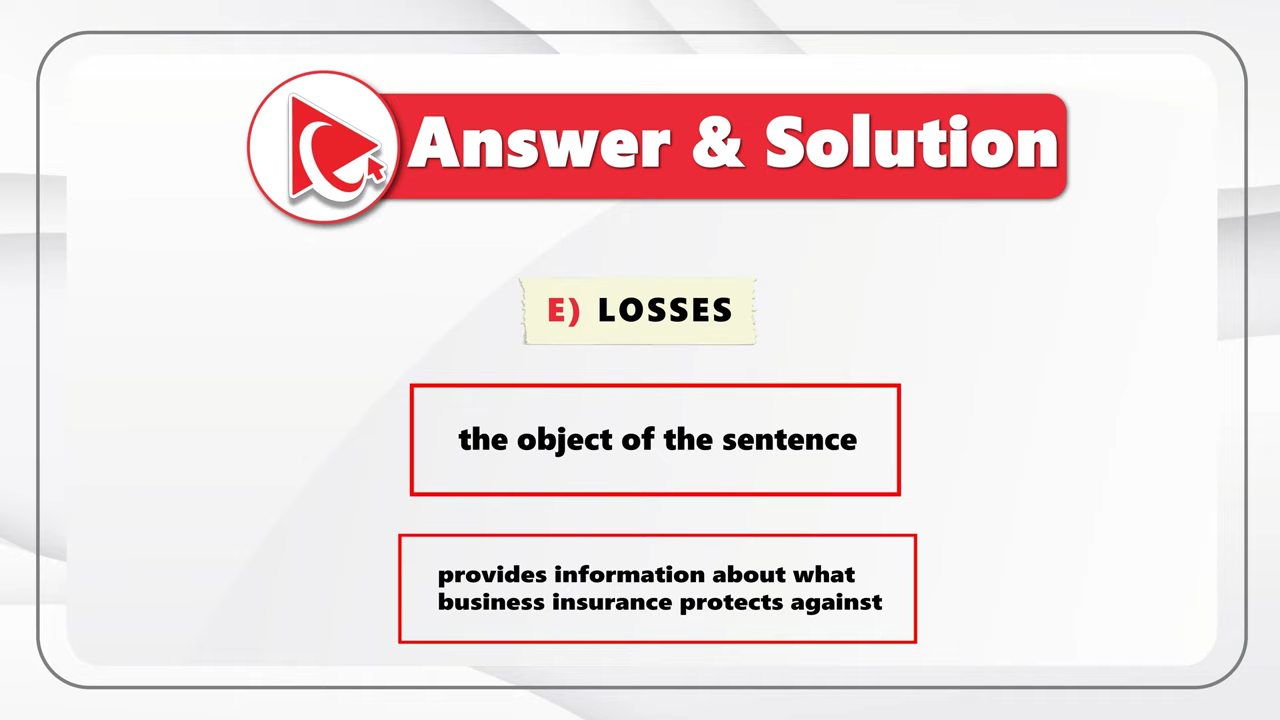 Answer & Solution
E) LOSSES
the object of the sentence
provides information about what
business insurance protects against